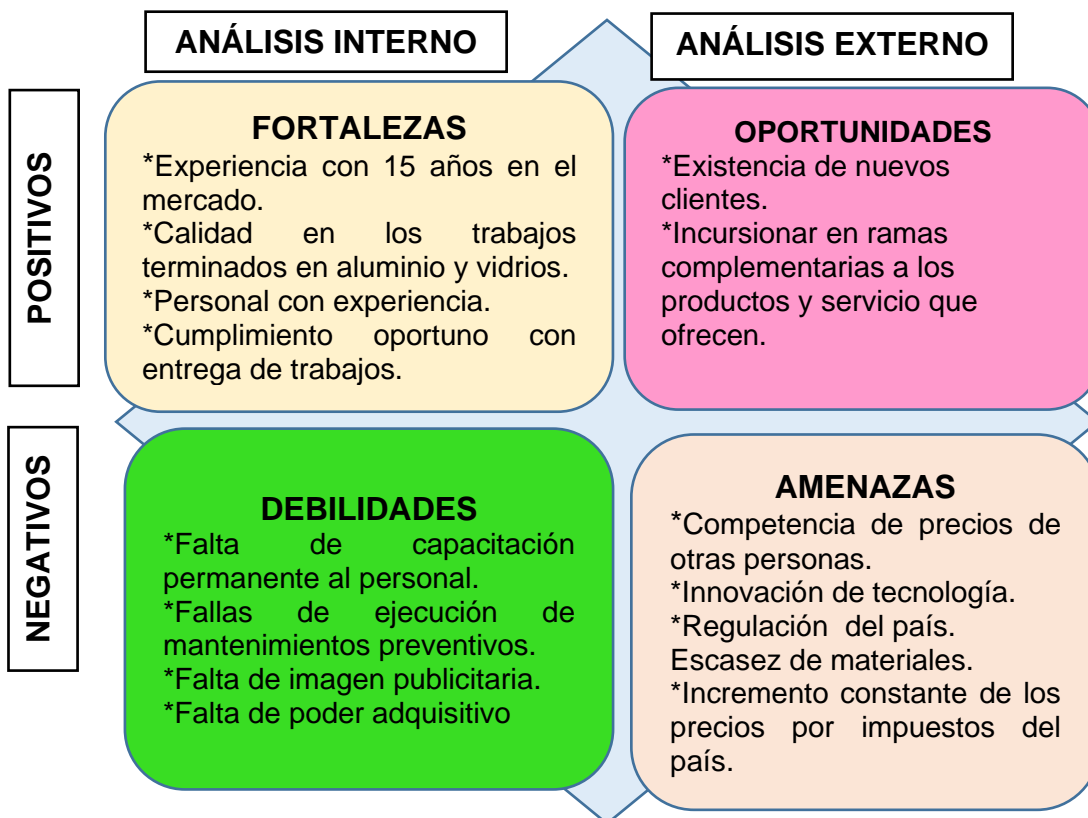 ANÁLISIS INTERNO
ANÁLISIS EXTERNO
POSITIVOS
FORTALEZAS
*Experiencia con 15 años en el
mercado.
*Calidad en los trabajos
terminados en aluminio y vidrios.
*Personal con experiencia.
*Cumplimiento oportuno con
entrega de trabajos.
OPORTUNIDADES
*Existencia de nuevos
clientes.
*Incursionar en ramas
complementarias a los
productos y servicio que
ofrecen.
NEGATIVOS
DEBILIDADES
*Falta de capacitación
permanente al personal.
*Fallas de ejecución de
mantenimientos preventivos.
*Falta de imagen publicitaria.
*Falta de poder adquisitivo
AMENAZAS
*Competencia de precios de
otras personas.
*Innovación de tecnología.
*Regulación del país.
Escasez de materiales.
*Incremento constante de los
precios por impuestos del
país.